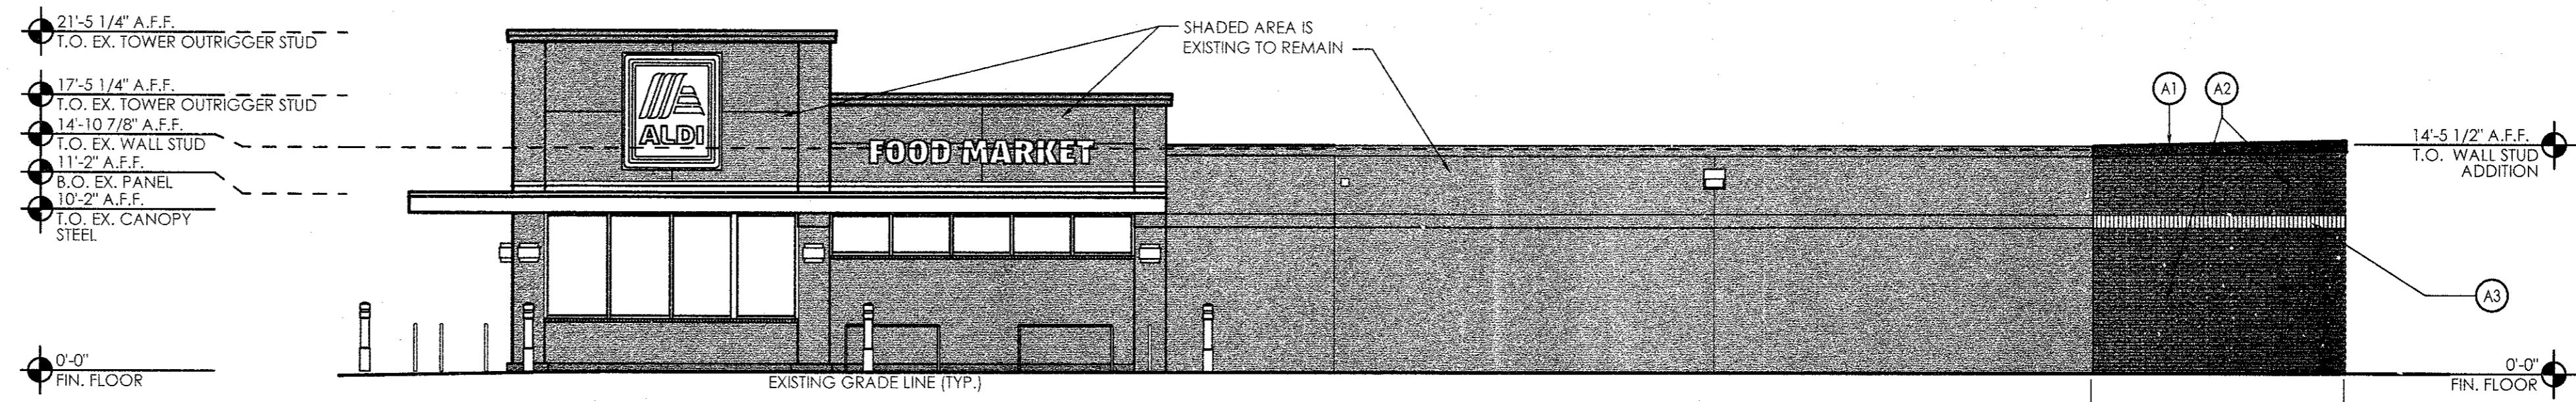 21'-5 1/4" A.F.F.
T.O. EX. TOWER OUTRIGGER STUD
17'-5 1/4" A.F.F.
T.O. EX. TOWER OUTRIGGER STUD
14'-10 7/8" A.F.F.
T.O. EX. WALL STUD
11'-2" A.F.F.
B.O. EX. PANEL
10'-2" A.F.F.
T.O. EX. CANOPY
STEEL
0'-0"
FIN. FLOOR
ALDI
FOOD MARKET
SHADED AREA IS
EXISTING TO REMAIN
EXISTING GRADE LINE (TYP.)
A1
A2
A3
14'-5 1/2" A.F.F.
T.O. WALL STUD
ADDITION
0'-0"
FIN. FLOOR